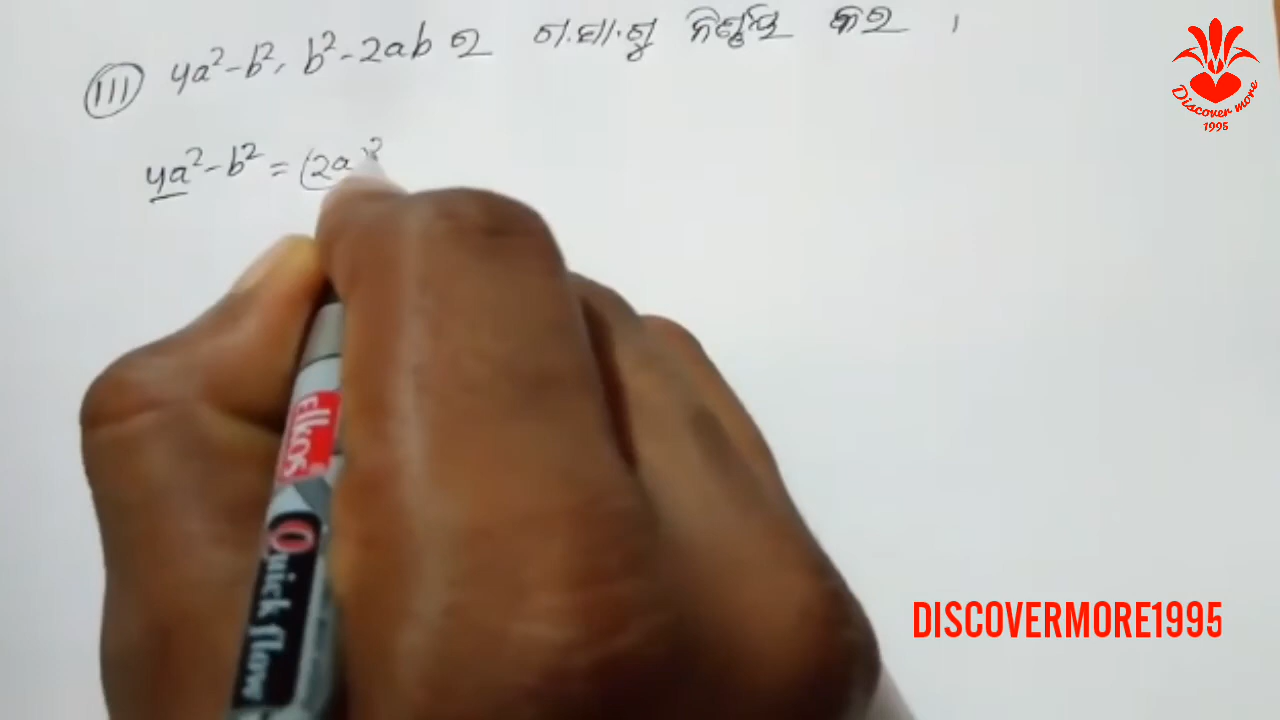 (III) 4a²-b², b²-2ab ର ଗ.ସା.ଗୁ ନିର୍ଣ୍ଣୟ କର ।
4a²-b² = (2a)²
Discover more
1995
elkos
Quick flow
DISCOVERMORE1995